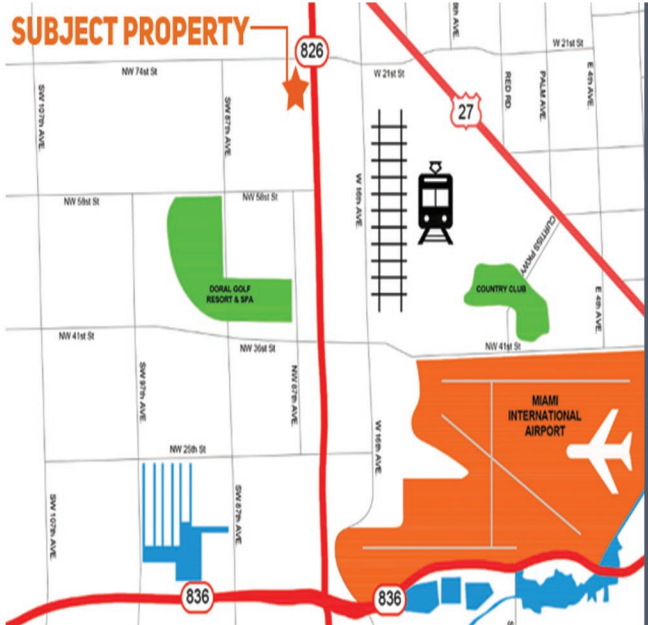 SUBJECT PROPERTY
826
9th AVE.
W 21st St
NW 74st St
W 21st St
SW 107th AVE.
SW 87th AVE.
RED RD.
PALM AVE.
E 4th AVE.
27
NW 58st St
NW 58st St
W 16th AVE.
CURTISS PKWY
DORAL GOLF
RESORT & SPA
COUNTRY CLUB
E 4th AVE.
NW 41st St
NW 36st St
NW 41st St
SW 97th AVE.
NW 87th AVE.
MIAMI
INTERNATIONAL
AIRPORT
W 16th AVE.
NW 25th St
SW 107th AVE.
SW 87th AVE.
836
836